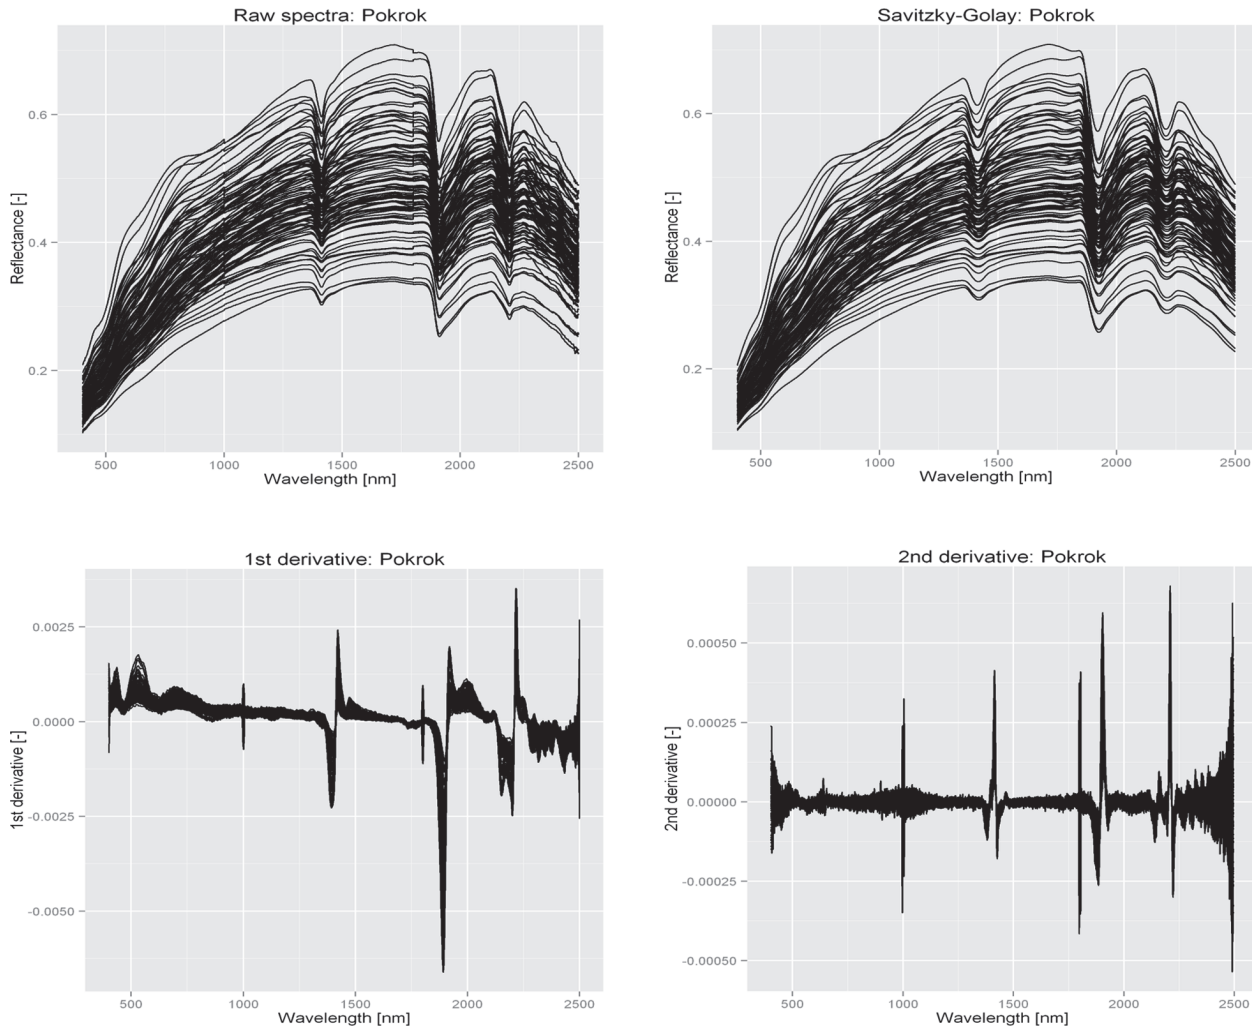 Raw spectra: Pokrok
0.6
0.4
0.2
Reflectance [-]
500 1000 1500 2000 2500
Wavelength [nm]
Savitzky-Golay: Pokrok
0.6
0.4
0.2
Reflectance [-]
500 1000 1500 2000 2500
Wavelength [nm]
1st derivative: Pokrok
0.0025
0.0000
-0.0025
-0.0050
1st derivative [-]
500 1000 1500 2000 2500
Wavelength [nm]
2nd derivative: Pokrok
0.00050
0.00025
0.00000
-0.00025
-0.00050
2nd derivative [-]
500 1000 1500 2000 2500
Wavelength [nm]